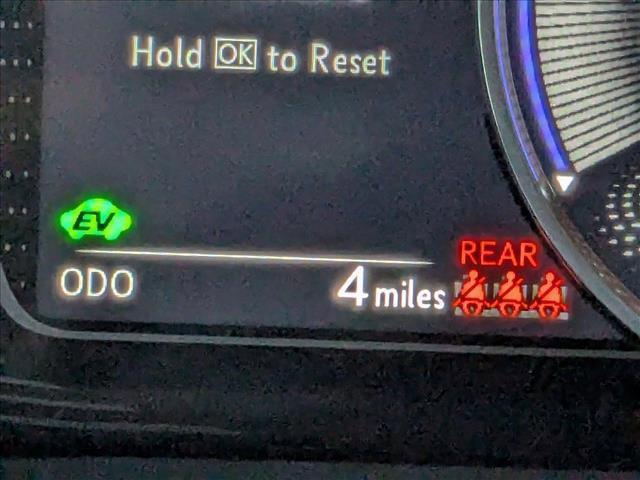 Hold OK to Reset
EV
REAR
ODO 4 miles